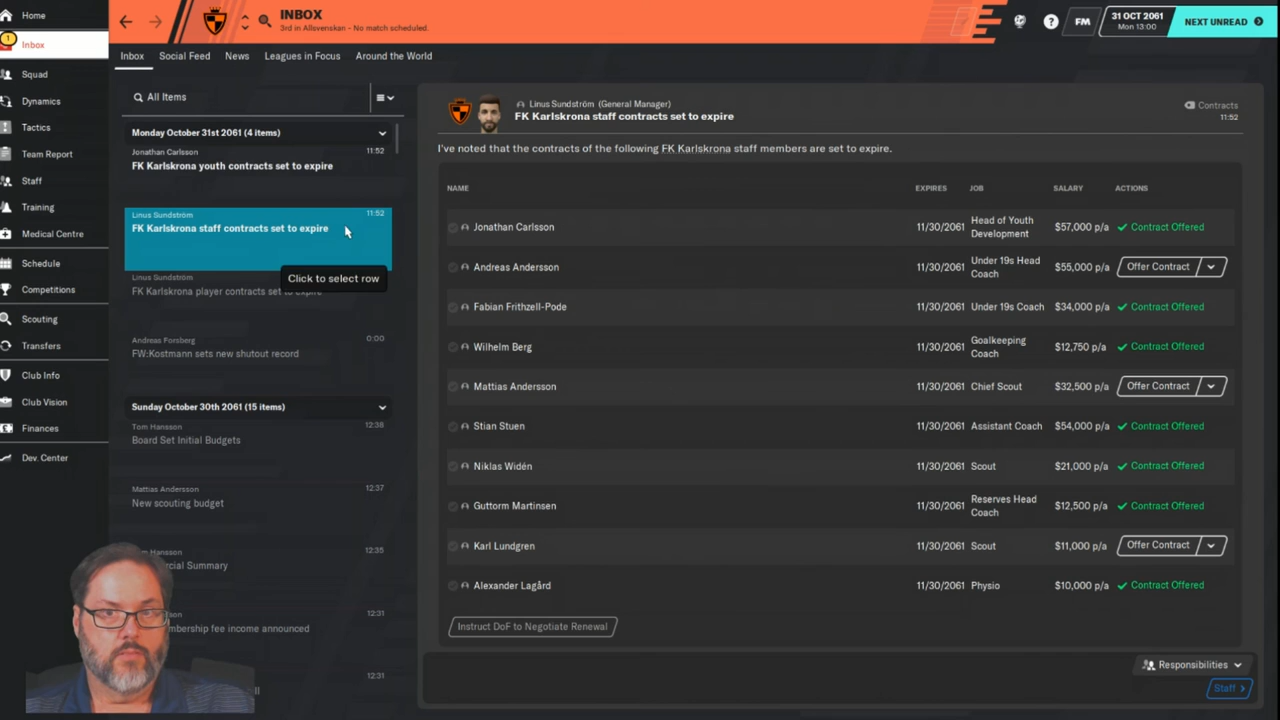 Home
INBOX
3rd in Allsvenskan - No match scheduled.
FM
31 OCT 2061
Mon 13:00
NEXT UNREAD
1
Inbox
Squad
Dynamics
Tactics
Team Report
Staff
Training
Medical Centre
Schedule
Competitions
Scouting
Transfers
Club Info
Club Vision
Finances
Dev. Center
Inbox Social Feed News Leagues in Focus Around the World
All Items
Monday October 31st 2061 (4 items)
Jonathan Carlsson 11:52
FK Karlskrona youth contracts set to expire
Linus Sundström 11:52
FK Karlskrona staff contracts set to expire
Click to select row
Linus Sundström
FK Karlskrona player contracts set to expire
Andreas Forsberg 0:00
FW:Kostmann sets new shutout record
Sunday October 30th 2061 (15 items)
Tom Hansson 12:38
Board Set Initial Budgets
Mattias Andersson 12:37
New scouting budget
Hansson 12:35
Summary
12:31
membership fee income announced
12:31
Linus Sundström (General Manager)
FK Karlskrona staff contracts set to expire
Contracts
11:52
I've noted that the contracts of the following FK Karlskrona staff members are set to expire.
NAME EXPIRES JOB SALARY ACTIONS
Jonathan Carlsson 11/30/2061 Head of Youth Development $57,000 p/a Contract Offered
Andreas Andersson 11/30/2061 Under 19s Head Coach $55,000 p/a Offer Contract
Fabian Frithzell-Pode 11/30/2061 Under 19s Coach $34,000 p/a Contract Offered
Wilhelm Berg 11/30/2061 Goalkeeping Coach $12,750 p/a Contract Offered
Mattias Andersson 11/30/2061 Chief Scout $32,500 p/a Offer Contract
Stian Stuen 11/30/2061 Assistant Coach $54,000 p/a Contract Offered
Niklas Widén 11/30/2061 Scout $21,000 p/a Contract Offered
Guttorm Martinsen 11/30/2061 Reserves Head Coach $12,500 p/a Contract Offered
Karl Lundgren 11/30/2061 Scout $11,000 p/a Offer Contract
Alexander Lagård 11/30/2061 Physio $10,000 p/a Contract Offered
Instruct DoF to Negotiate Renewal
Responsibilities
Staff